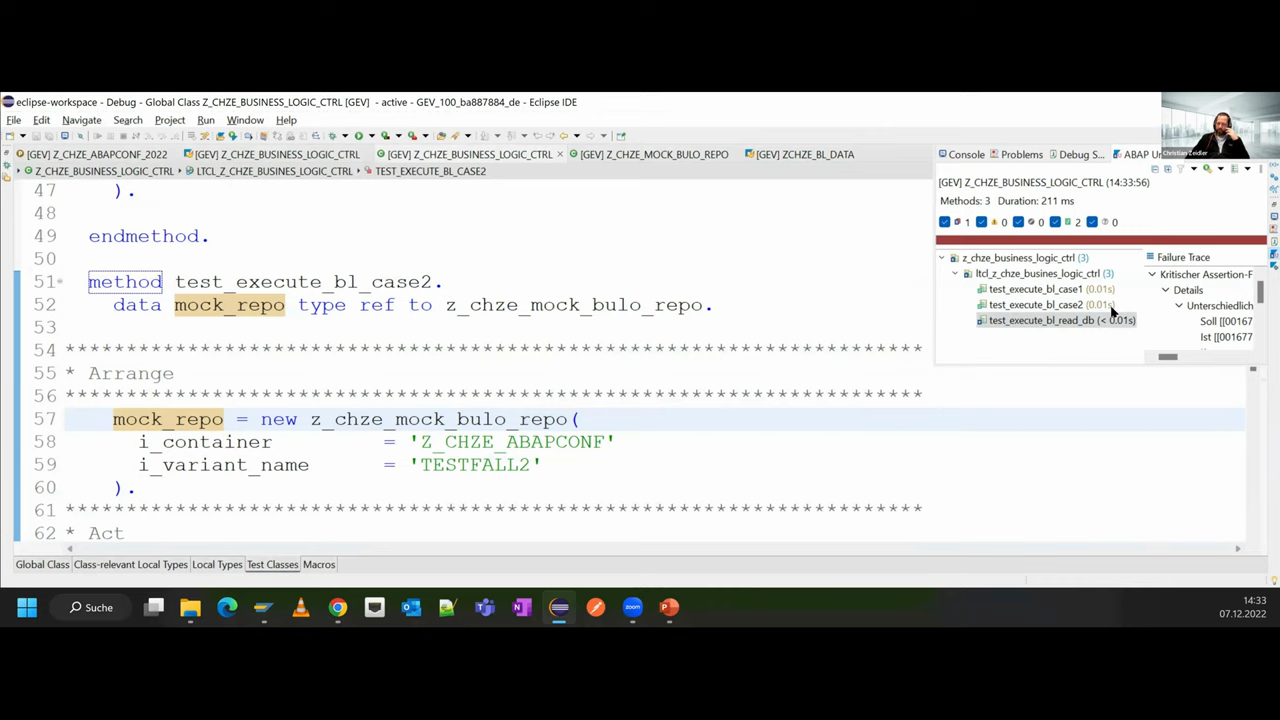 eclipse-workspace - Debug - Global Class Z_CHZE_BUSINESS_LOGIC_CTRL [GEV] - active - GEV_100_ba887884_de - Eclipse IDE
File Edit Navigate Search Project Run Window Help
Christian Zeidler
[GEV] Z_CHZE_ABAPCONF_2022 [GEV] Z_CHZE_BUSINESS_LOGIC_CTRL [GEV] Z_CHZE_BUSINESS_LOGIC_CTRL [GEV] Z_CHZE_MOCK_BULO_REPO [GEV] ZCHZE_BL_DATA
Z_CHZE_BUSINESS_LOGIC_CTRL LTCL_Z_CHZE_BUSINES_LOGIC_CTRL TEST_EXECUTE_BL_CASE2
47 ).
48
49 endmethod.
50
51 method test_execute_bl_case2.
52 data mock_repo type ref to z_chze_mock_bulo_repo.
53
54 ***************************************************************
55 * Arrange
56 ***************************************************************
57 mock_repo = new z_chze_mock_bulo_repo(
58 i_container = 'Z_CHZE_ABAPCONF'
59 i_variant_name = 'TESTFALL2'
60 ).
61 ***************************************************************
62 * Act
Global Class Class-relevant Local Types Local Types Test Classes Macros
Console Problems Debug S... ABAP Un
[GEV] Z_CHZE_BUSINESS_LOGIC_CTRL (14:33:56)
Methods: 3 Duration: 211 ms
1 0 0 2 0
z_chze_business_logic_ctrl (3)
ltcl_z_chze_busines_logic_ctrl (3)
test_execute_bl_case1 (0.01s)
test_execute_bl_case2 (0.01s)
test_execute_bl_read_db (< 0.01s)
Failure Trace
Kritischer Assertion-F
Details
Unterschiedlich
Soll [[00167
Ist [[001677
Suche
14:33
07.12.2022